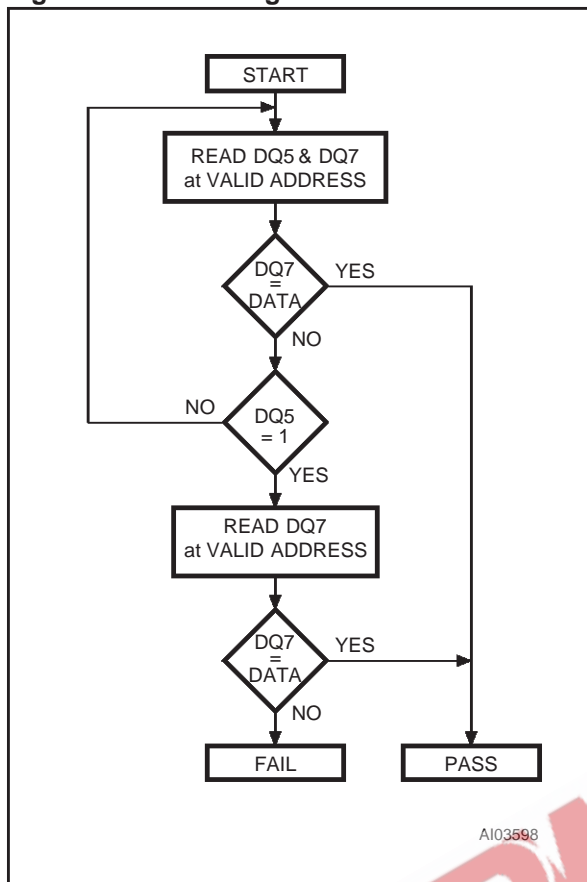 START
READ DQ5 & DQ7
at VALID ADDRESS
DQ7
=
DATA
YES
NO
DQ5
= 1
NO
YES
READ DQ7
at VALID ADDRESS
DQ7
=
DATA
YES
NO
FAIL
PASS
AI03598